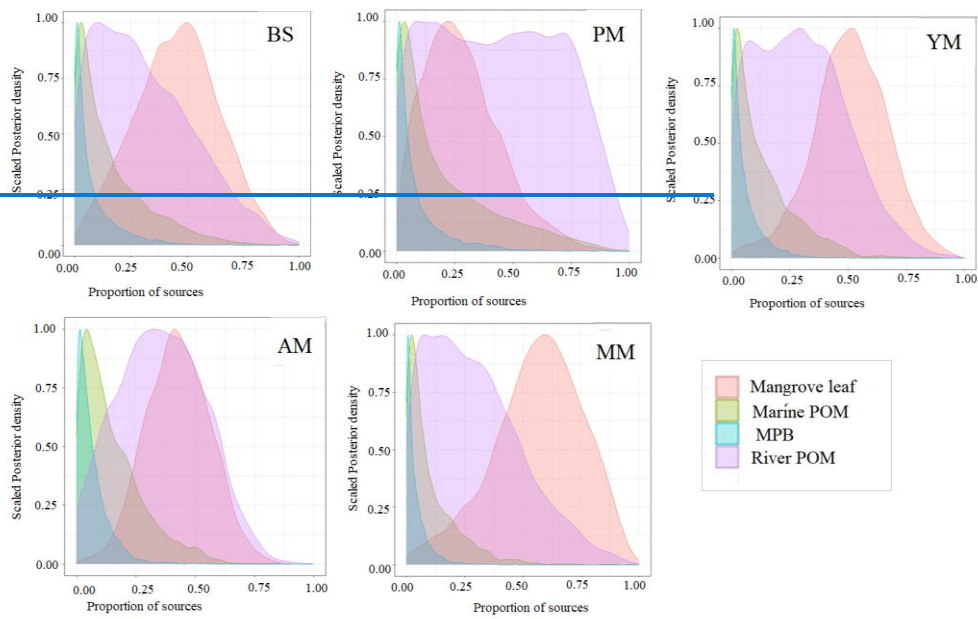 BS
1.00
0.75
0.50
0.25
0.00
Scaled Posterior density
0.00 0.25 0.50 0.75 1.00
Proportion of sources
PM
1.00
0.75
0.50
0.25
0.00
Scaled Posterior density
0.00 0.25 0.50 0.75 1.00
Proportion of sources
YM
1.00
0.75
0.50
0.25
0.00
Scaled Posterior density
0.00 0.25 0.50 0.75 1.00
Proportion of sources
AM
1.00
0.75
0.50
0.25
0.00
Scaled Posterior density
0.00 0.25 0.50 0.75 1.00
Proportion of sources
MM
1.00
0.75
0.50
0.25
0.00
Scaled Posterior density
0.00 0.25 0.50 0.75 1.00
Proportion of sources
Mangrove leaf
Marine POM
MPB
River POM